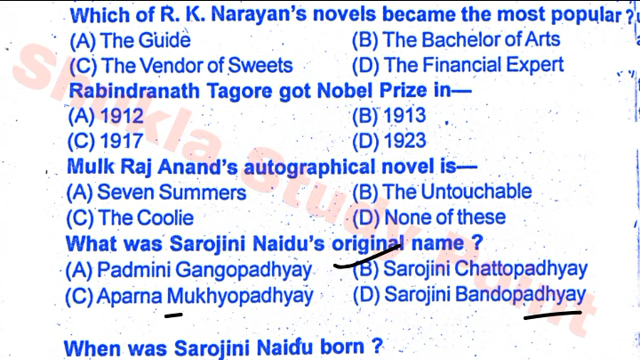 Which of R. K. Narayan's novels became the most popular ?
(A) The Guide (B) The Bachelor of Arts
(C) The Vendor of Sweets (D) The Financial Expert
Rabindranath Tagore got Nobel Prize in—
(A) 1912 (B) 1913
(C) 1917 (D) 1923
Mulk Raj Anand's autographical novel is—
(A) Seven Summers (B) The Untouchable
(C) The Coolie (D) None of these
What was Sarojini Naidu's original name ?
(A) Padmini Gangopadhyay (B) Sarojini Chattopadhyay
(C) Aparna Mukhyopadhyay (D) Sarojini Bandopadhyay
When was Sarojini Naidu born ?
Shukla Study Point